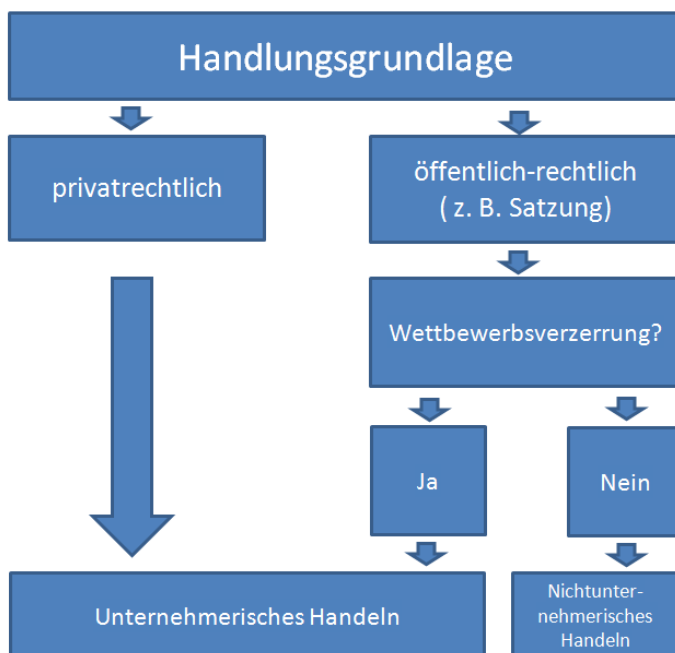 Handlungsgrundlage
privatrechtlich
öffentlich-rechtlich
( z. B. Satzung)
Wettbewerbsverzerrung?
Ja
Nein
Unternehmerisches Handeln
Nichtunter-
nehmerisches
Handeln